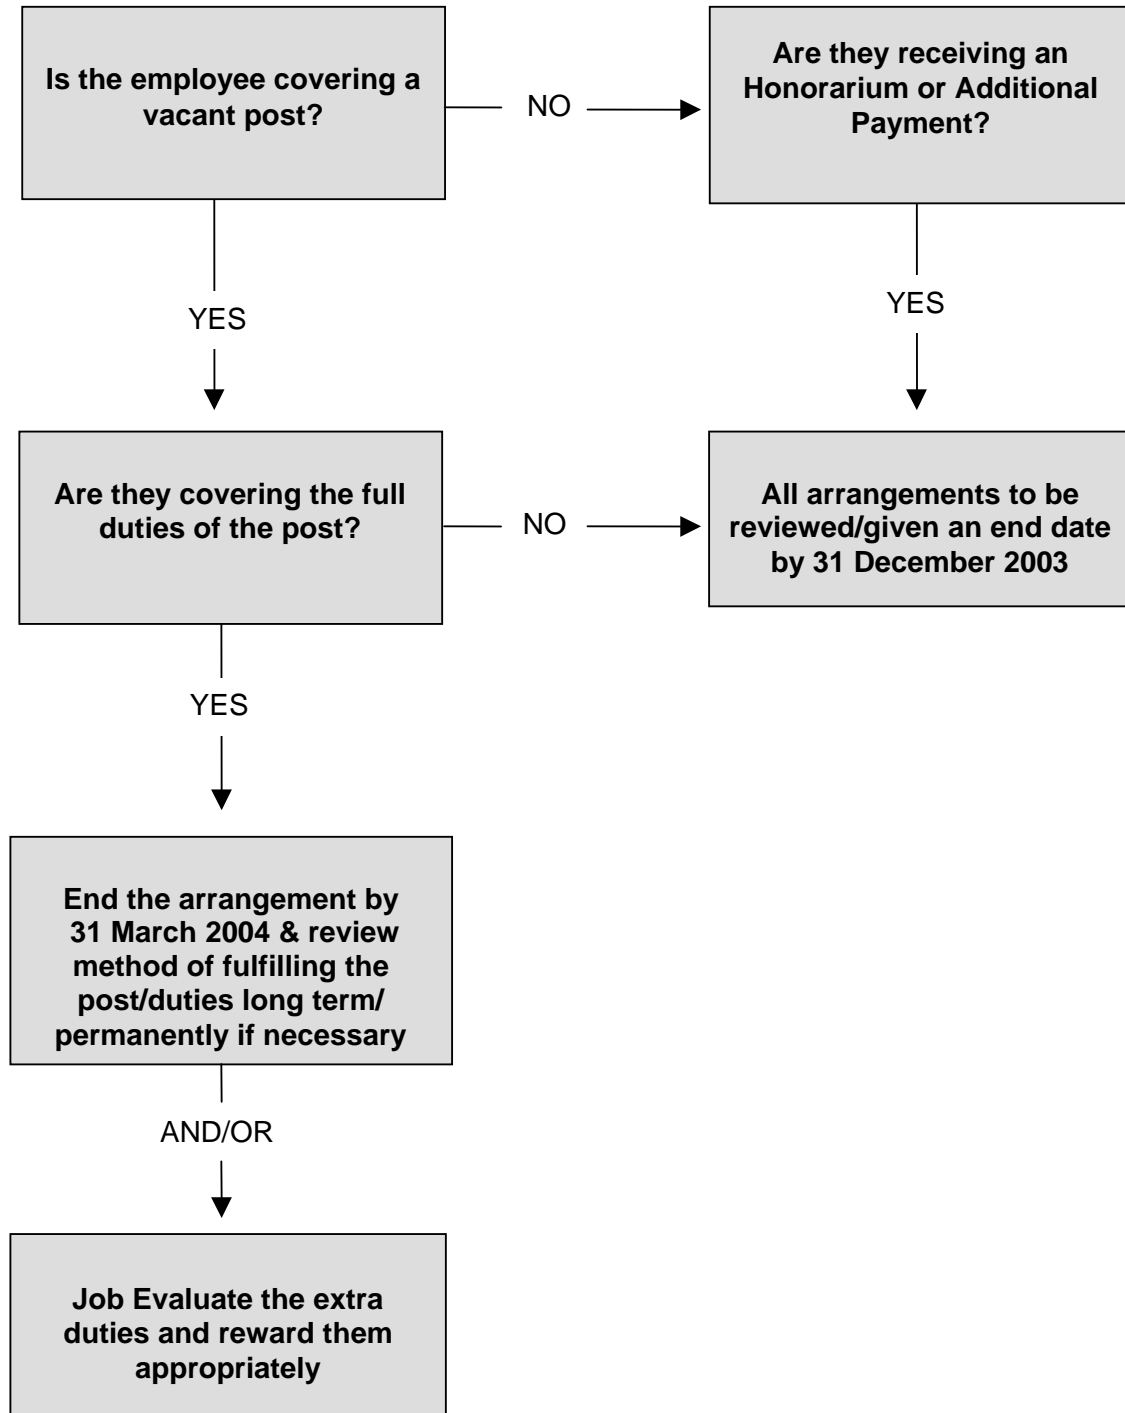 Is the employee covering a
vacant post?
NO
Are they receiving an
Honorarium or Additional
Payment?
YES
YES
Are they covering the full
duties of the post?
NO
All arrangements to be
reviewed/given an end date
by 31 December 2003
YES
End the arrangement by
31 March 2004 & review
method of fulfilling the
post/duties long term/
permanently if necessary
AND/OR
Job Evaluate the extra
duties and reward them
appropriately